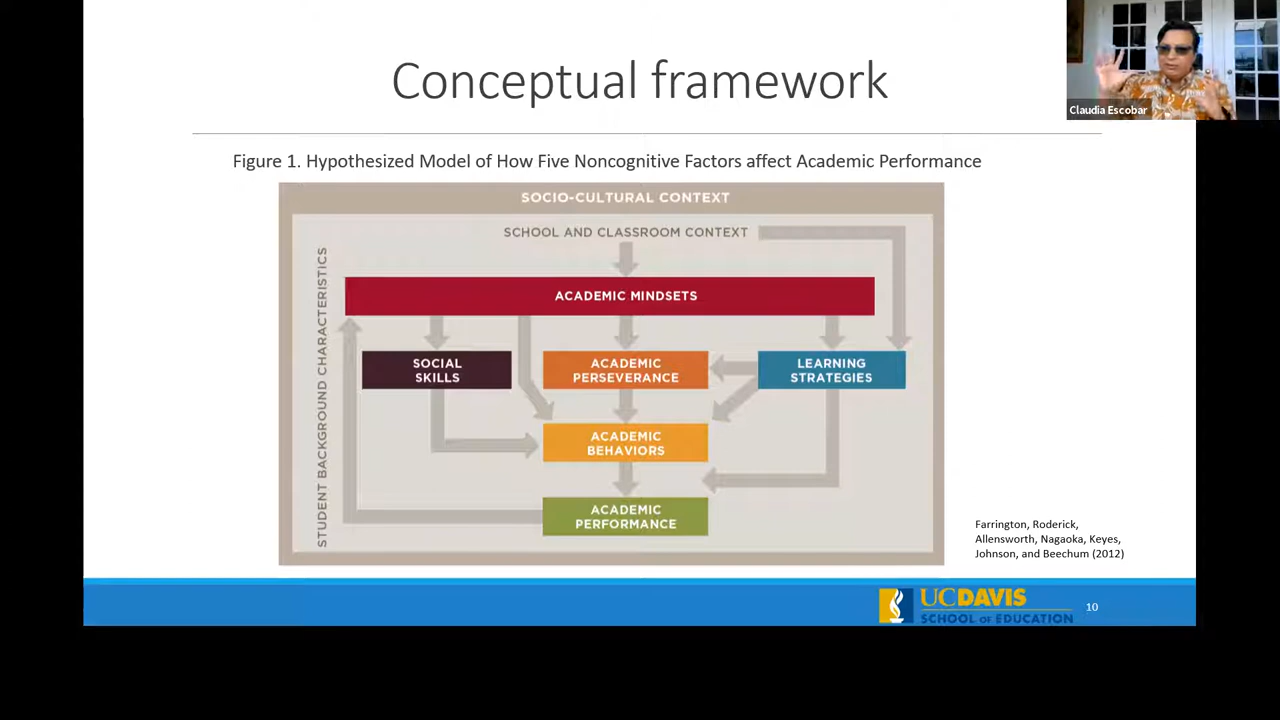 Conceptual framework
Claudia Escobar
Figure 1. Hypothesized Model of How Five Noncognitive Factors affect Academic Performance
SOCIO-CULTURAL CONTEXT
SCHOOL AND CLASSROOM CONTEXT
STUDENT BACKGROUND CHARACTERISTICS
ACADEMIC MINDSETS
SOCIAL
SKILLS
ACADEMIC
PERSEVERANCE
LEARNING
STRATEGIES
ACADEMIC
BEHAVIORS
ACADEMIC
PERFORMANCE
Farrington, Roderick,
Allensworth, Nagaoka, Keyes,
Johnson, and Beechum (2012)
UCDAVIS
SCHOOL OF EDUCATION
10